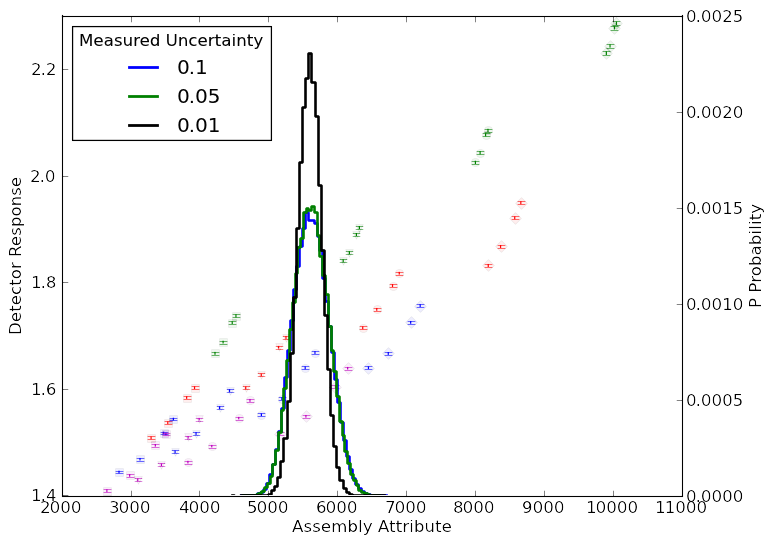 Measured Uncertainty
0.1
0.05
0.01
Detector Response
2.2
2.0
1.8
1.6
1.4
0.0025
0.0020
0.0015
0.0010
0.0005
0.0000
P Probability
2000 3000 4000 5000 6000 7000 8000 9000 10000 11000
Assembly Attribute